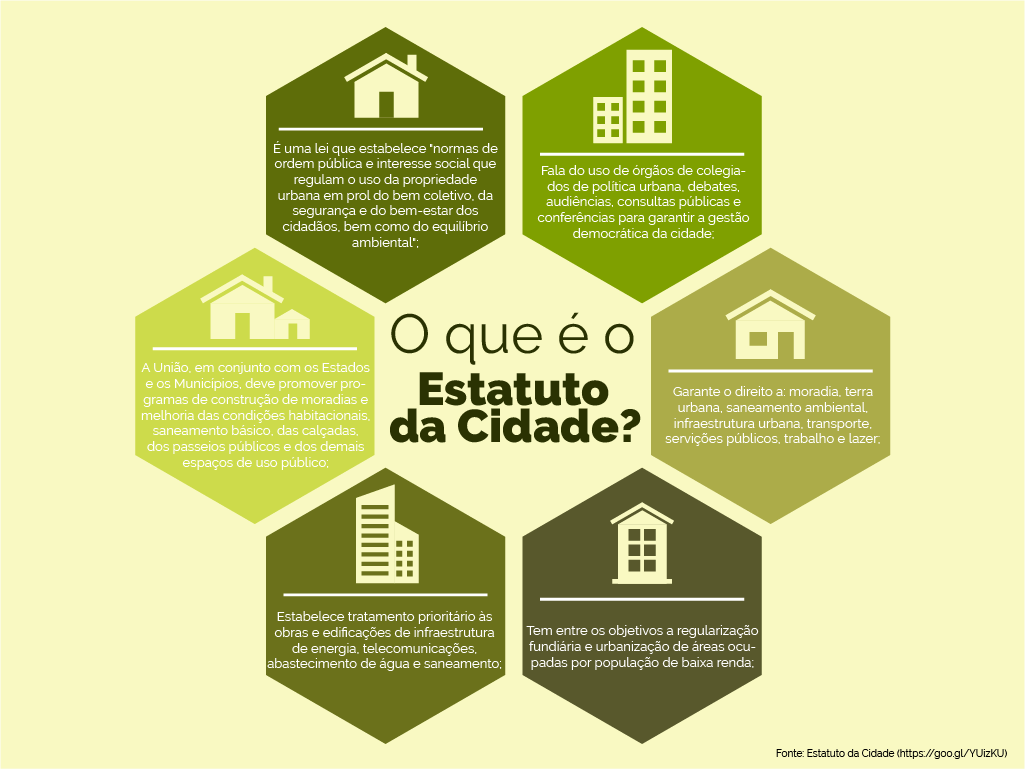 É uma lei que estabelece "normas de
ordem pública e interesse social que
regulam o uso da propriedade
urbana em prol do bem coletivo, da
segurança e do bem-estar dos
cidadãos, bem como do equilíbrio
ambiental";
Fala do uso de órgãos de colegia-
dos de política urbana, debates,
audiências, consultas públicas e
conferências para garantir a gestão
democrática da cidade;
A União, em conjunto com os Estados
e os Municípios, deve promover pro-
gramas de construção de moradias e
melhoria das condições habitacionais,
saneamento básico, das calçadas,
dos passeios públicos e dos demais
espaços de uso público;
O que é o
Estatuto
da Cidade?
Garante o direito a: moradia, terra
urbana, saneamento ambiental,
infraestrutura urbana, transporte,
servições públicos, trabalho e lazer;
Estabelece tratamento prioritário às
obras e edificações de infraestrutura
de energia, telecomunicações,
abastecimento de água e saneamento;
Tem entre os objetivos a regularização
fundiária e urbanização de áreas ocu-
padas por população de baixa renda;
Fonte: Estatuto da Cidade (https://goo.gl/YUizKU)